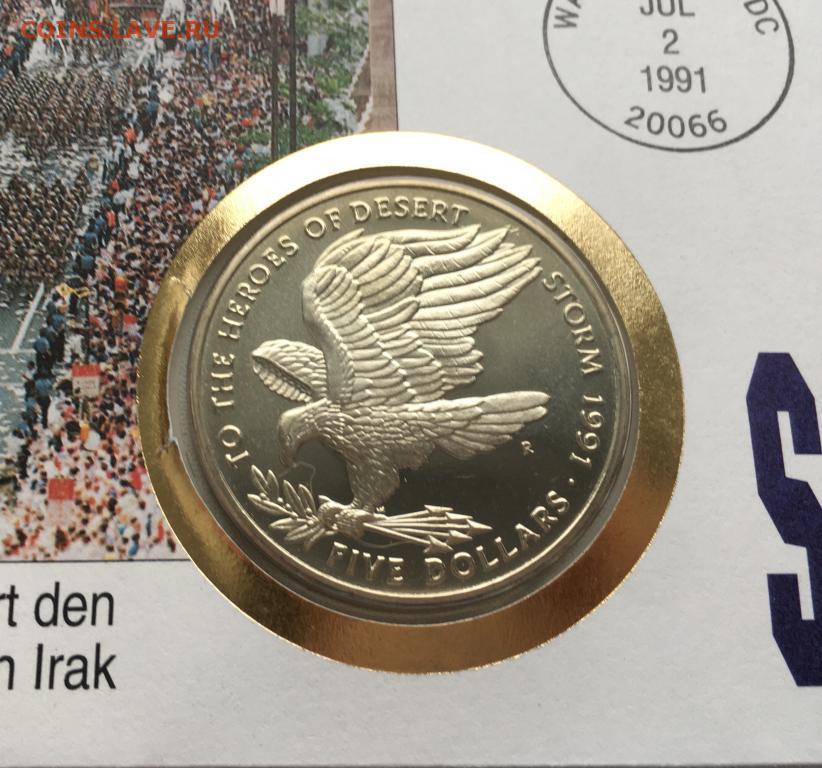 COINS.LAVE.RU
JUL
2
1991
20066
DC
TO THE HEROES OF DESERT STORM 1991 .
FIVE DOLLARS
R
rt den
n Irak